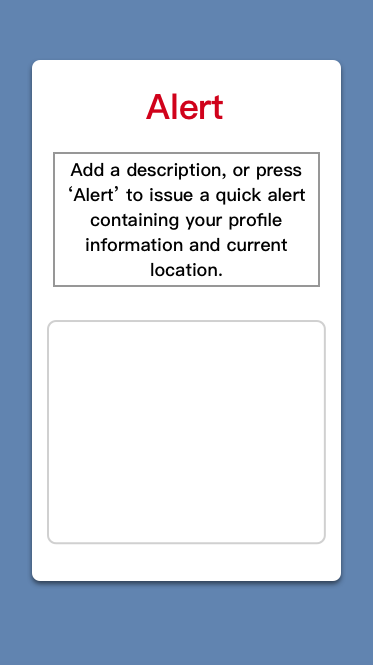 Alert
Add a description, or press
‘Alert’ to issue a quick alert
containing your profile
information and current
location.